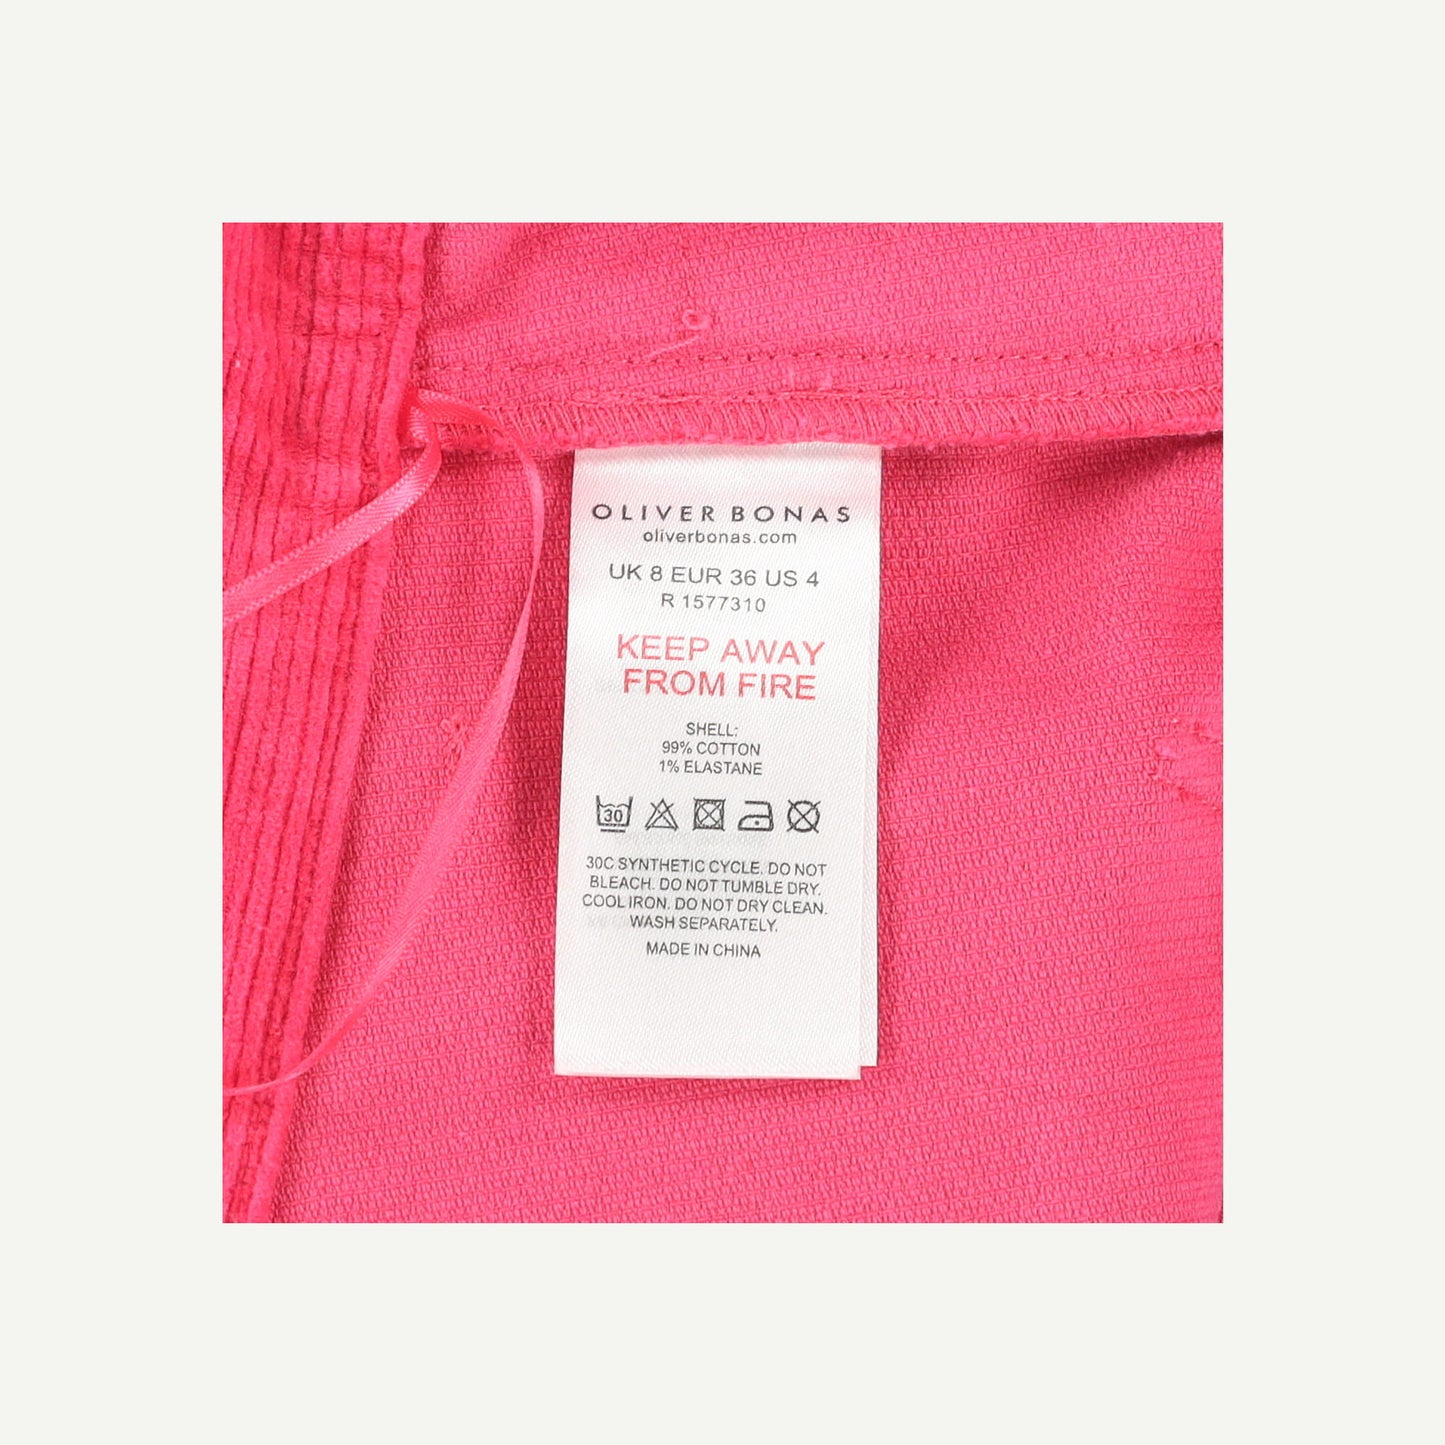 OLIVER BONAS
oliverbonas.com
UK 8 EUR 36 US 4
R 1577310
KEEP AWAY
FROM FIRE
SHELL:
99% COTTON
1% ELASTANE
30
30C SYNTHETIC CYCLE. DO NOT
BLEACH. DO NOT TUMBLE DRY.
COOL IRON. DO NOT DRY CLEAN.
WASH SEPARATELY.
MADE IN CHINA